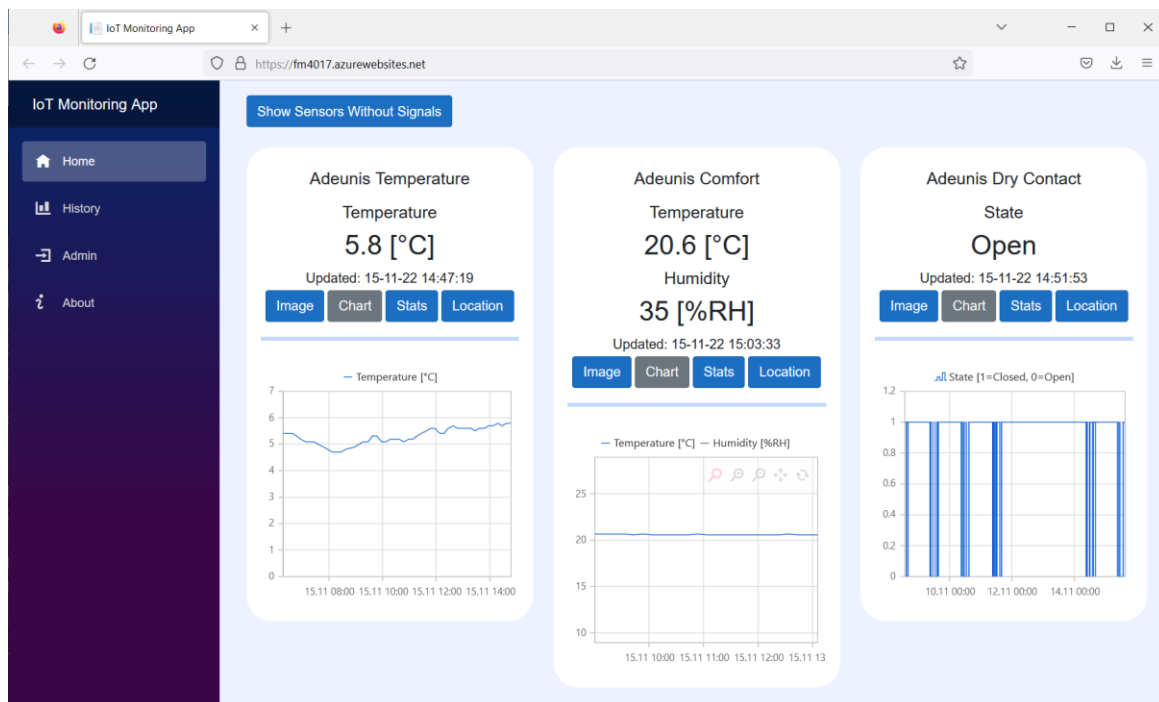 IoT Monitoring App
https://fm4017.azurewebsites.net
IoT Monitoring App
Home
History
Admin
About
Show Sensors Without Signals
Adeunis Temperature
Temperature
5.8 [°C]
Updated: 15-11-22 14:47:19
Image Chart Stats Location
Temperature [°C]
7
6
5
4
3
2
1
0
15.11 08:00 15.11 10:00 15.11 12:00 15.11 14:00
Adeunis Comfort
Temperature
20.6 [°C]
Humidity
35 [%RH]
Updated: 15-11-22 15:03:33
Image Chart Stats Location
Temperature [°C] Humidity [%RH]
25
20
15
10
15.11 10:00 15.11 11:00 15.11 12:00 15.11 13
Adeunis Dry Contact
State
Open
Updated: 15-11-22 14:51:53
Image Chart Stats Location
State [1=Closed, 0=Open]
1.2
1
0.8
0.6
0.4
0.2
0
10.11 00:00 12.11 00:00 14.11 00:00